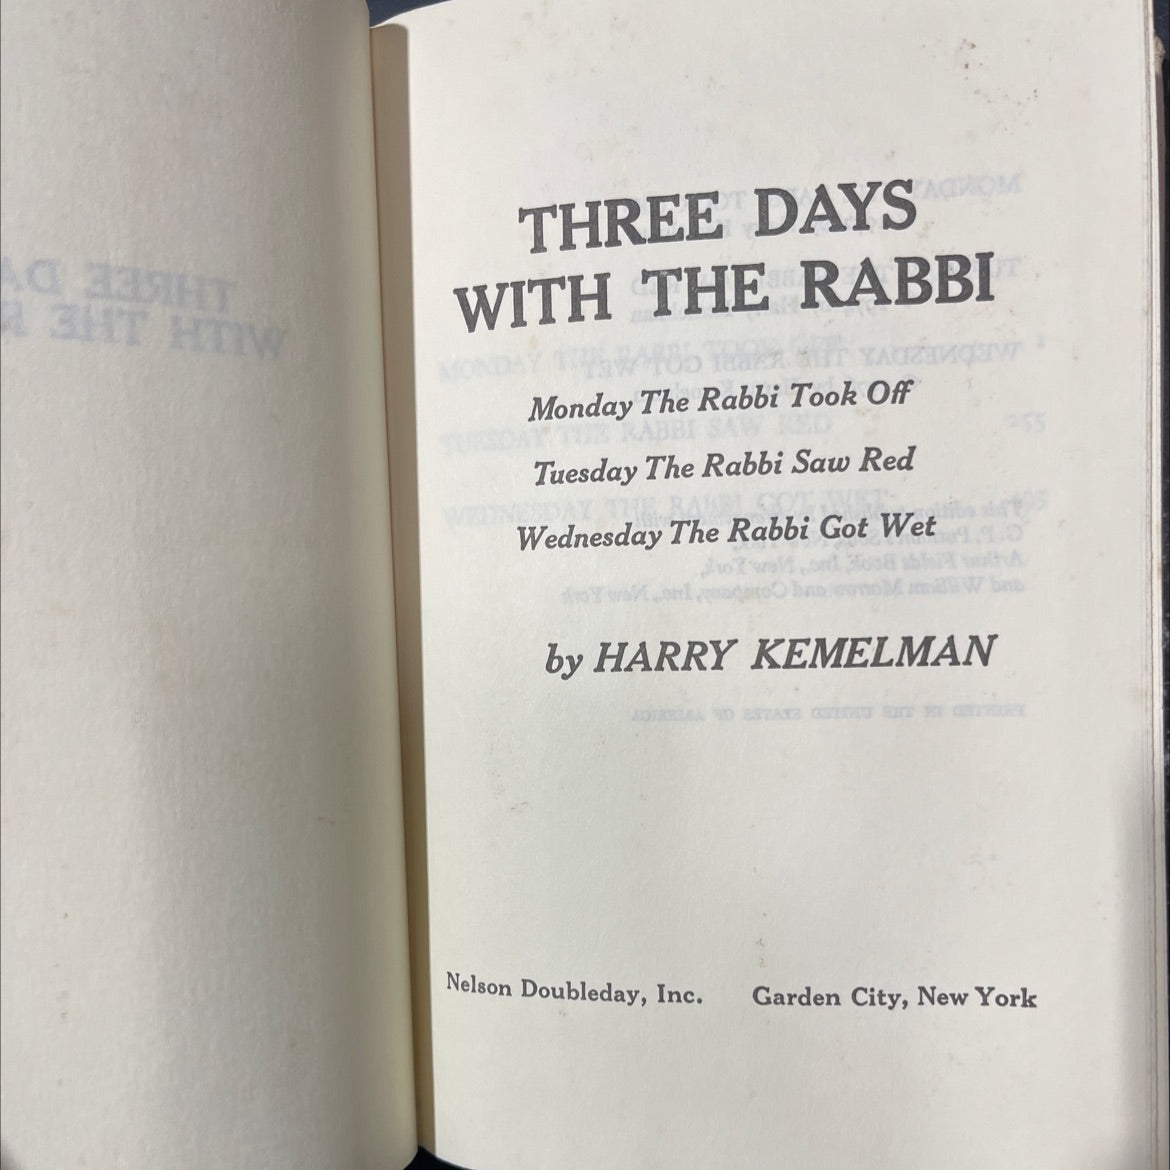 THREE DAYS
WITH THE RABBI
Monday The Rabbi Took Off
Tuesday The Rabbi Saw Red
Wednesday The Rabbi Got Wet
by HARRY KEMELMAN
Nelson Doubleday, Inc. Garden City, New York